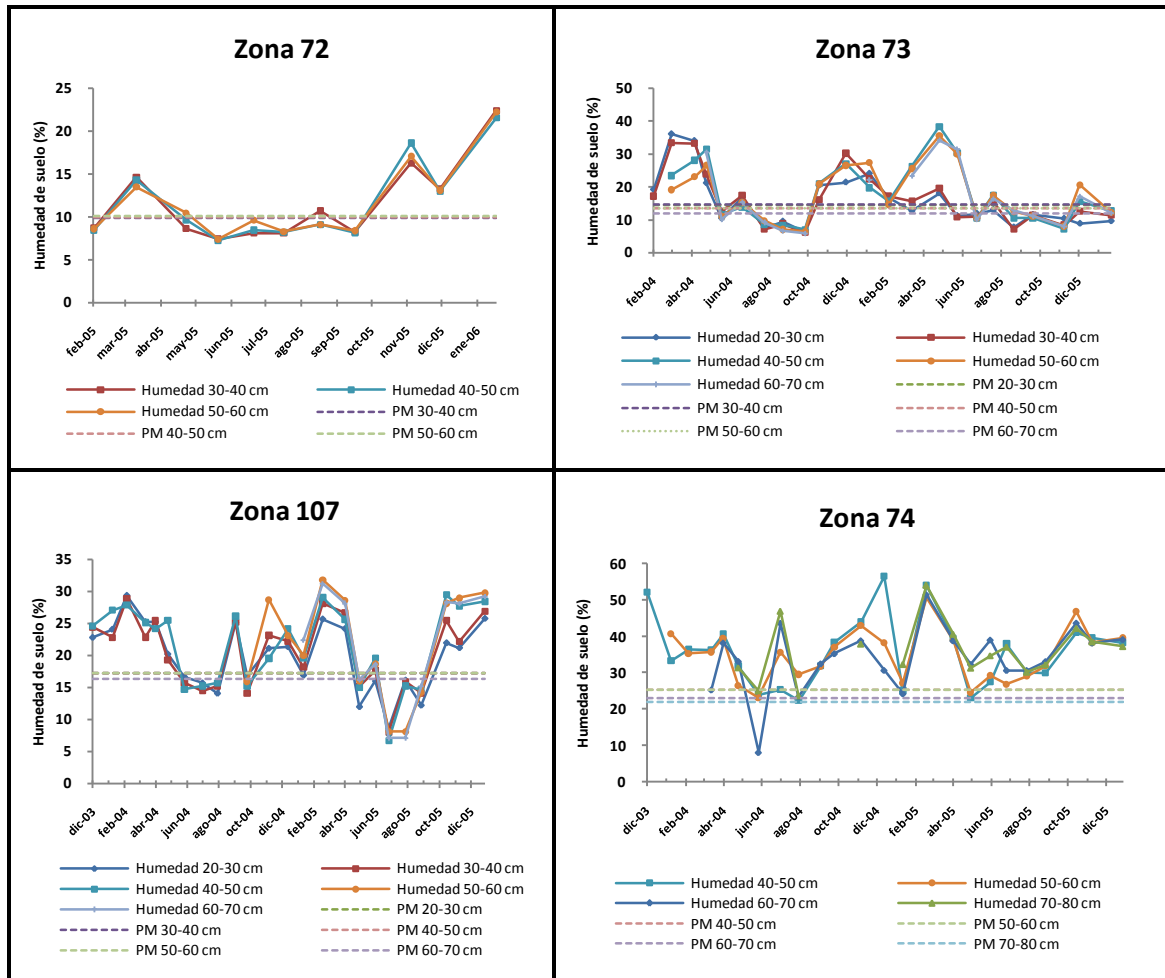 Zona 72
Humedad de suelo (%)
25
20
15
10
5
0
feb-05
mar-05
abr-05
may-05
jun-05
jul-05
ago-05
sep-05
oct-05
nov-05
dic-05
ene-06
Humedad 30-40 cm
Humedad 40-50 cm
Humedad 50-60 cm
PM 30-40 cm
PM 40-50 cm
PM 50-60 cm
Zona 73
Humedad de suelo (%)
50
40
30
20
10
0
feb-04
abr-04
jun-04
ago-04
oct-04
dic-04
feb-05
abr-05
jun-05
ago-05
oct-05
dic-05
Humedad 20-30 cm
Humedad 30-40 cm
Humedad 40-50 cm
Humedad 50-60 cm
Humedad 60-70 cm
PM 20-30 cm
PM 30-40 cm
PM 40-50 cm
PM 50-60 cm
PM 60-70 cm
Zona 107
Humedad de suelo (%)
35
30
25
20
15
10
5
0
dic-03
feb-04
abr-04
jun-04
ago-04
oct-04
dic-04
feb-05
abr-05
jun-05
ago-05
oct-05
dic-05
Humedad 20-30 cm
Humedad 30-40 cm
Humedad 40-50 cm
Humedad 50-60 cm
Humedad 60-70 cm
PM 20-30 cm
PM 30-40 cm
PM 40-50 cm
PM 50-60 cm
PM 60-70 cm
Zona 74
Humedad de suelo (%)
60
50
40
30
20
10
0
dic-03
feb-04
abr-04
jun-04
ago-04
oct-04
dic-04
feb-05
abr-05
jun-05
ago-05
oct-05
dic-05
Humedad 40-50 cm
Humedad 50-60 cm
Humedad 60-70 cm
Humedad 70-80 cm
PM 40-50 cm
PM 50-60 cm
PM 60-70 cm
PM 70-80 cm